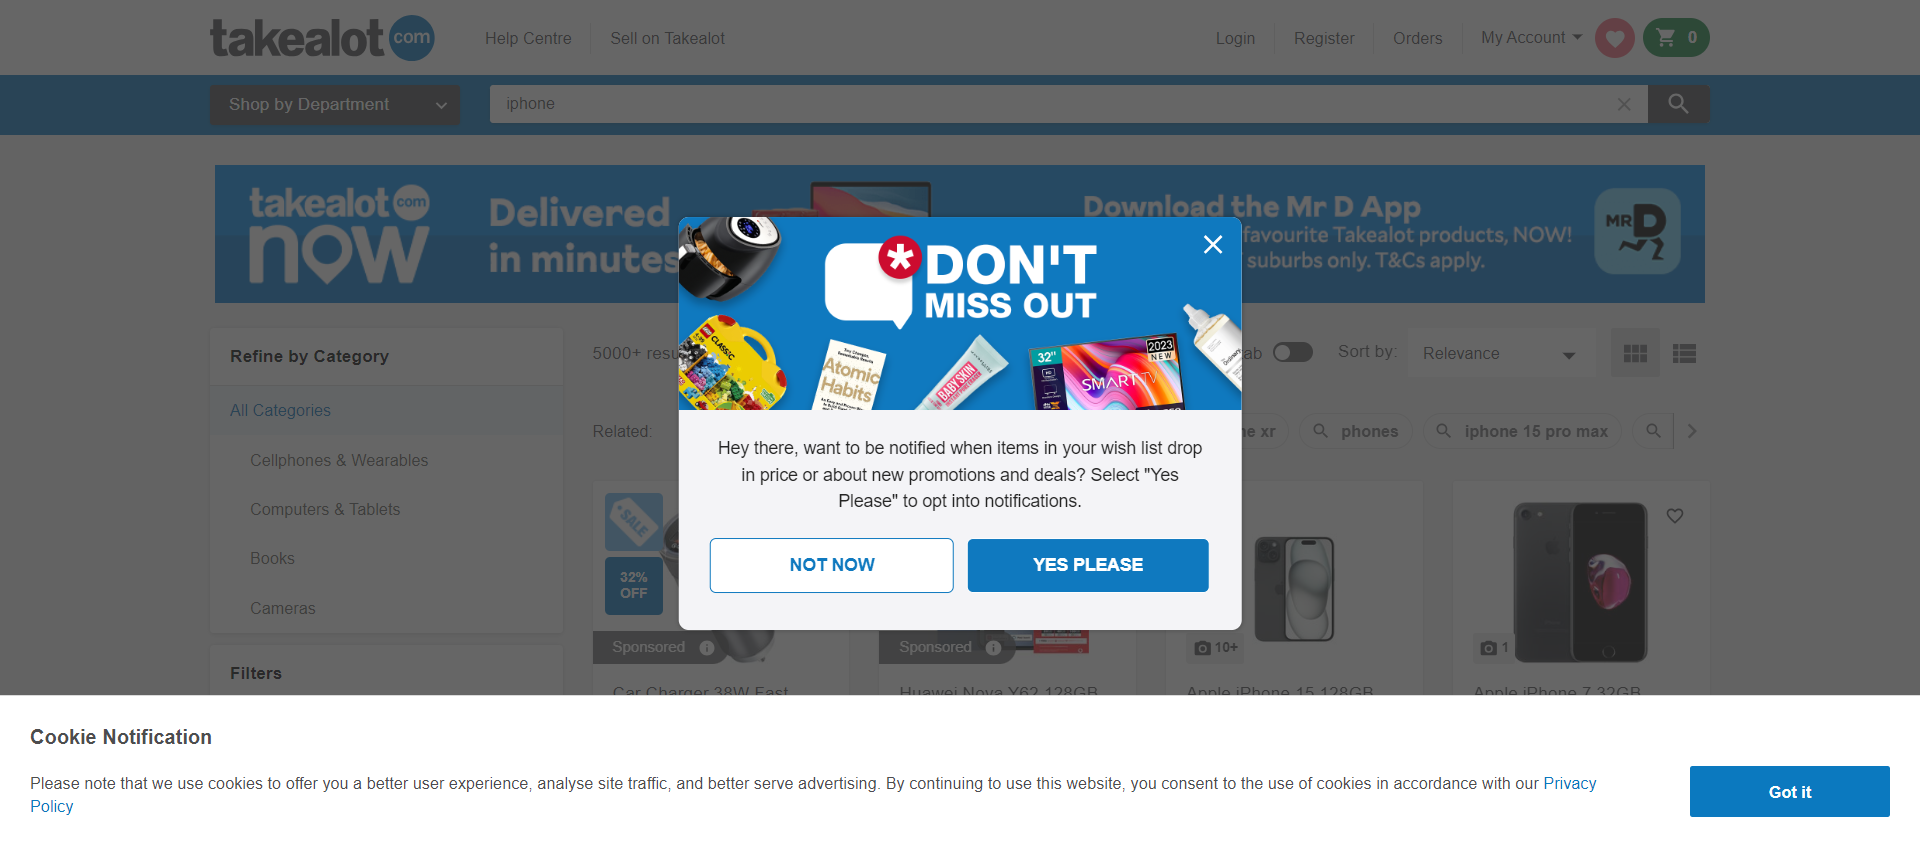 takealot com
Help Centre
Sell on Takealot
Login
Register
Orders
My Account
0
Shop by Department
iphone
takealot com
NOW
Delivered
in minutes
Download the Mr D App
favourite Takealot products, NOW!
suburbs only. T&Cs apply.
MR D
DON'T
MISS OUT
LEGO
CLASSIC
Atomic
Habits
BABY SKIN
32"
2023
NEW
SMART TV
Ordinary.
Refine by Category
All Categories
Cellphones & Wearables
Computers & Tablets
Books
Cameras
Filters
5000+ resu
Sort by:
Relevance
Related:
ne xr
phones
iphone 15 pro max
Hey there, want to be notified when items in your wish list drop
in price or about new promotions and deals? Select "Yes
Please" to opt into notifications.
NOT NOW
YES PLEASE
SALE
32%
OFF
Sponsored
Sponsored
10+
1
Car Charger 38W Fast
Huawei Nova Y62 128GB
Apple iPhone 15 128GB
Apple iPhone 7 32GB
Cookie Notification
Please note that we use cookies to offer you a better user experience, analyse site traffic, and better serve advertising. By continuing to use this website, you consent to the use of cookies in accordance with our Privacy
Policy
Got it